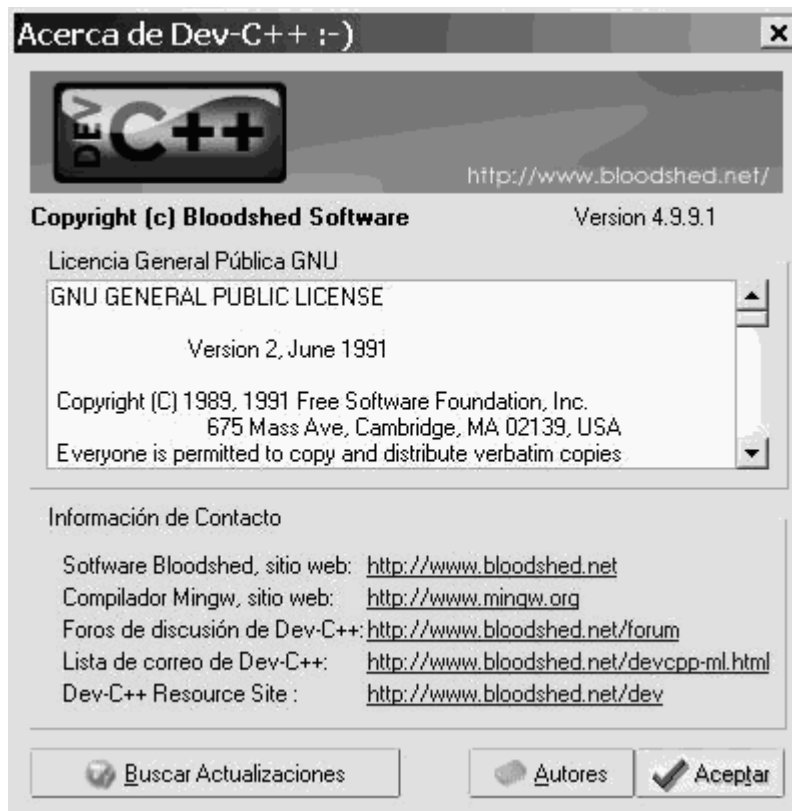 Acerca de Dev-C++ :-)
DEV C++
http://www.bloodshed.net/
Copyright (c) Bloodshed Software Version 4.9.9.1
Licencia General Pública GNU
GNU GENERAL PUBLIC LICENSE
Version 2, June 1991
Copyright (C) 1989, 1991 Free Software Foundation, Inc.
675 Mass Ave, Cambridge, MA 02139, USA
Everyone is permitted to copy and distribute verbatim copies
Información de Contacto
Sotfware Bloodshed, sitio web: http://www.bloodshed.net
Compilador Mingw, sitio web: http://www.mingw.org
Foros de discusión de Dev-C++: http://www.bloodshed.net/forum
Lista de correo de Dev-C++: http://www.bloodshed.net/devcpp-ml.html
Dev-C++ Resource Site : http://www.bloodshed.net/dev
Buscar Actualizaciones Autores Aceptar